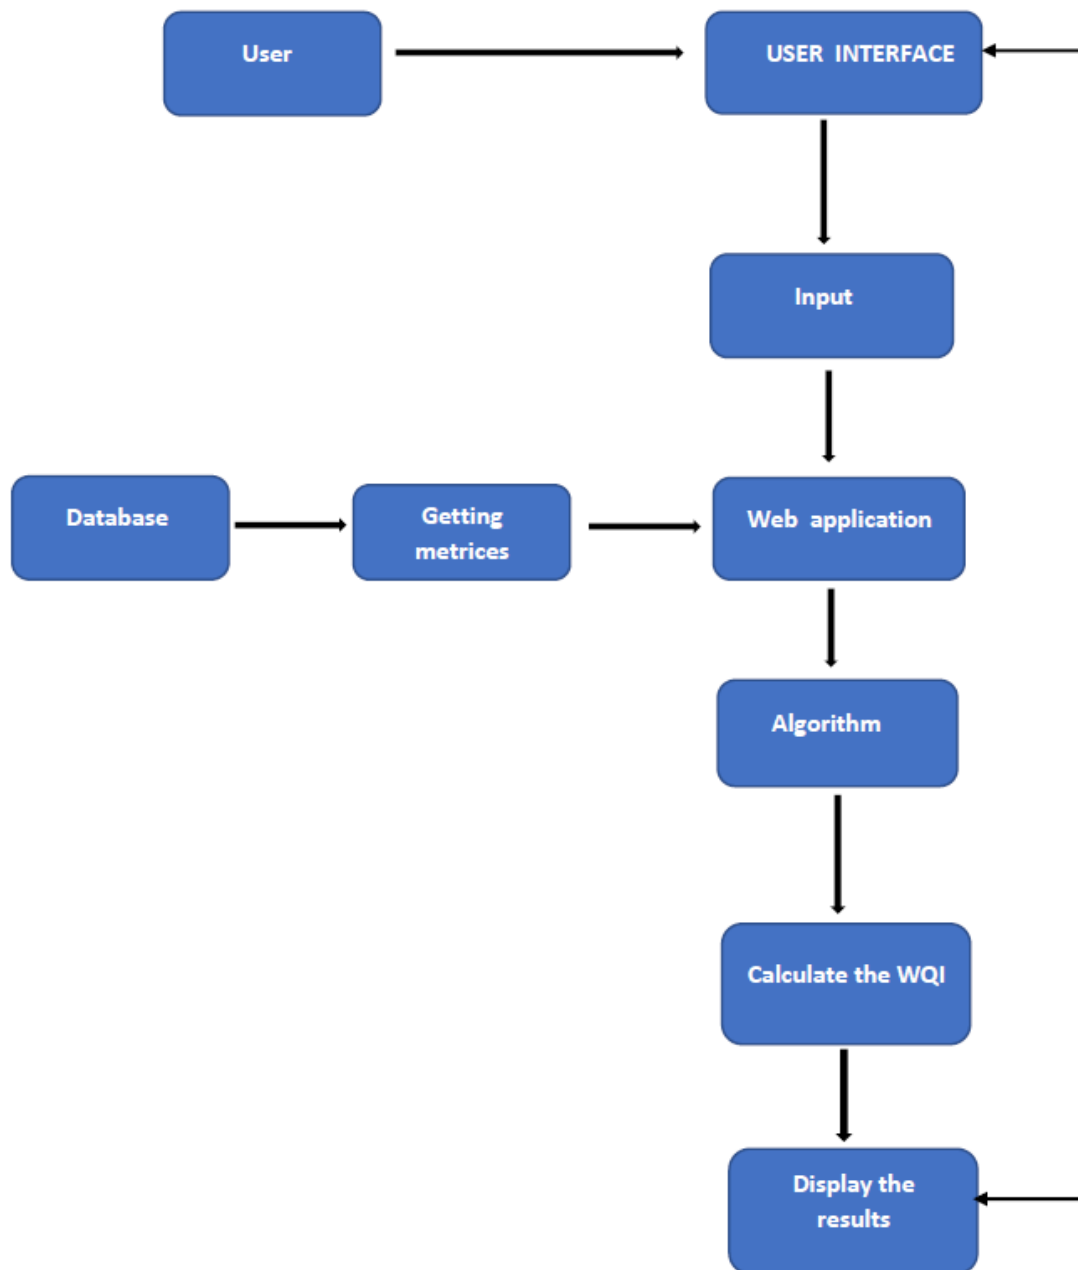 User
USER INTERFACE
Input
Database
Getting
metrices
Web application
Algorithm
Calculate the WQI
Display the
results